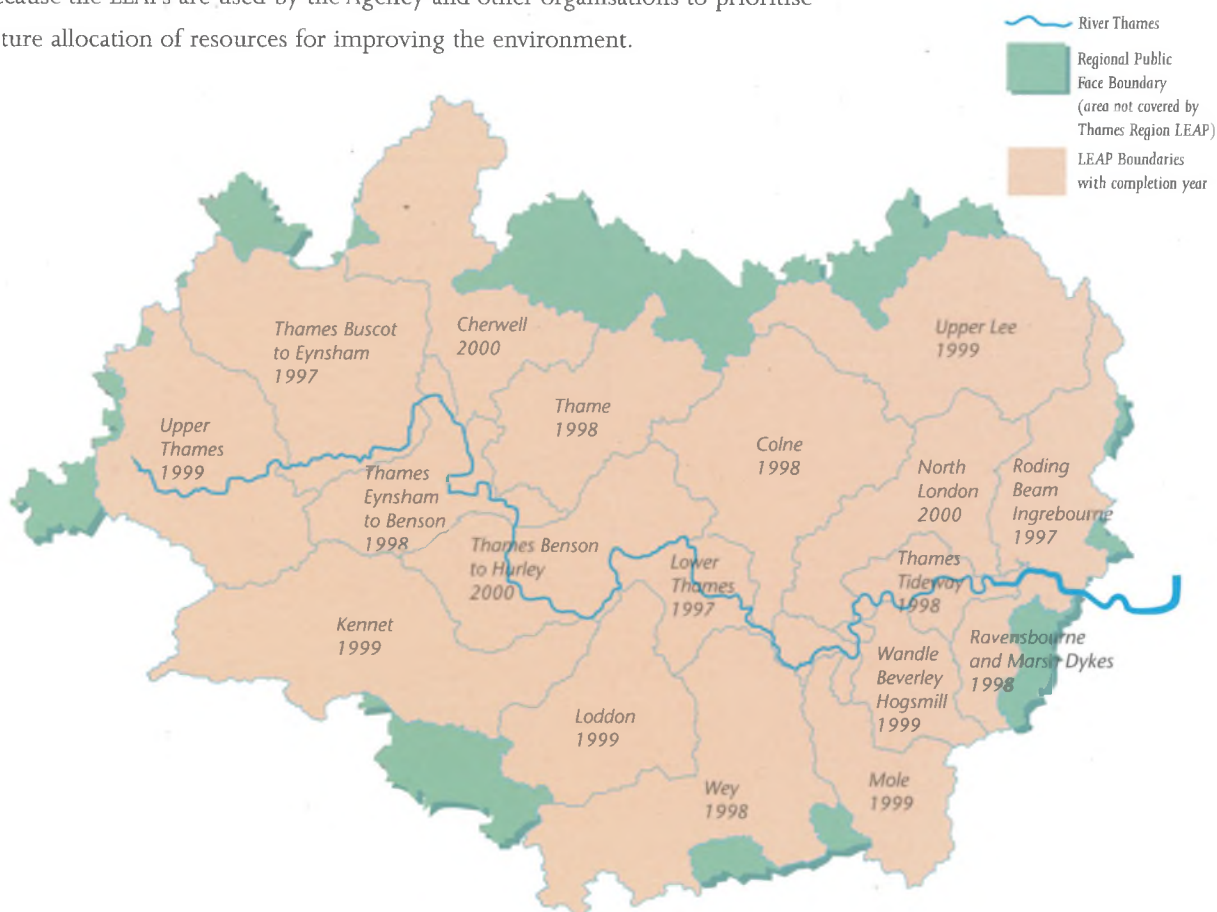 because the LEAPs are used by the Agency and other organisations to prioritise
ture allocation of resources for improving the environment.
River Thames
Regional Public
Face Boundary
(area not covered by
Thames Region LEAP)
LEAP Boundaries
with completion year
Thames Buscot
to Eynsham
1997
Cherwell
2000
Upper Lee
1999
Upper
Thames
1999
Thame
1998
Colne
1998
North
London
2000
Roding
Beam
Ingrebourne
1997
Thames
Eynsham
to Benson
1998
Thames Benson
to Hurley
2000
Lower
Thames
1997
Thames
Tideway
1998
Kennet
1999
Ravensbourne
and Marsh Dykes
1998
Wandle
Beverley
Hogsmill
1999
Loddon
1999
Wey
1998
Mole
1999